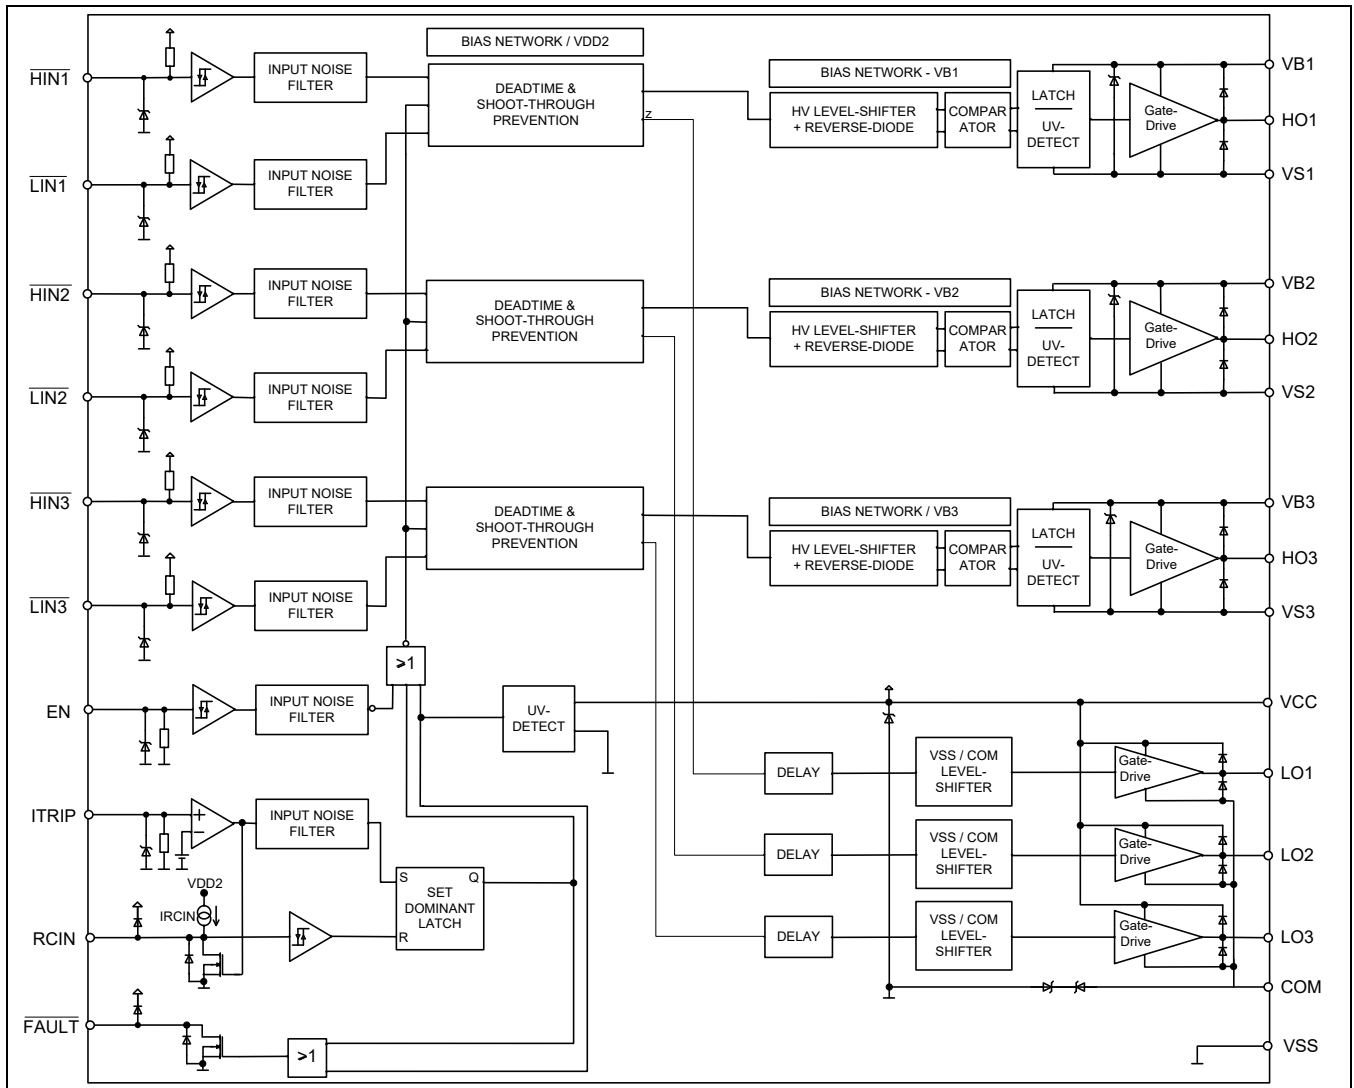 BIAS NETWORK / VDD2
HIN1
INPUT NOISE
FILTER
DEADTIME &
SHOOT-THROUGH
PREVENTION
Z
BIAS NETWORK - VB1
HV LEVEL-SHIFTER
+ REVERSE-DIODE
COMPAR
ATOR
LATCH
UV-
DETECT
Gate-
Drive
VB1
HO1
VS1
LIN1
INPUT NOISE
FILTER
HIN2
INPUT NOISE
FILTER
DEADTIME &
SHOOT-THROUGH
PREVENTION
BIAS NETWORK - VB2
HV LEVEL-SHIFTER
+ REVERSE-DIODE
COMPAR
ATOR
LATCH
UV-
DETECT
Gate-
Drive
VB2
HO2
VS2
LIN2
INPUT NOISE
FILTER
HIN3
INPUT NOISE
FILTER
DEADTIME &
SHOOT-THROUGH
PREVENTION
BIAS NETWORK / VB3
HV LEVEL-SHIFTER
+ REVERSE-DIODE
COMPAR
ATOR
LATCH
UV-
DETECT
Gate-
Drive
VB3
HO3
VS3
LIN3
INPUT NOISE
FILTER
≥1
EN
INPUT NOISE
FILTER
UV-
DETECT
VCC
DELAY
VSS / COM
LEVEL-
SHIFTER
Gate-
Drive
LO1
ITRIP
+
−
INPUT NOISE
FILTER
DELAY
VSS / COM
LEVEL-
SHIFTER
Gate-
Drive
LO2
VDD2
IRCIN
S
Q
SET
DOMINANT
LATCH
R
RCIN
DELAY
VSS / COM
LEVEL-
SHIFTER
Gate-
Drive
LO3
COM
FAULT
≥1
VSS